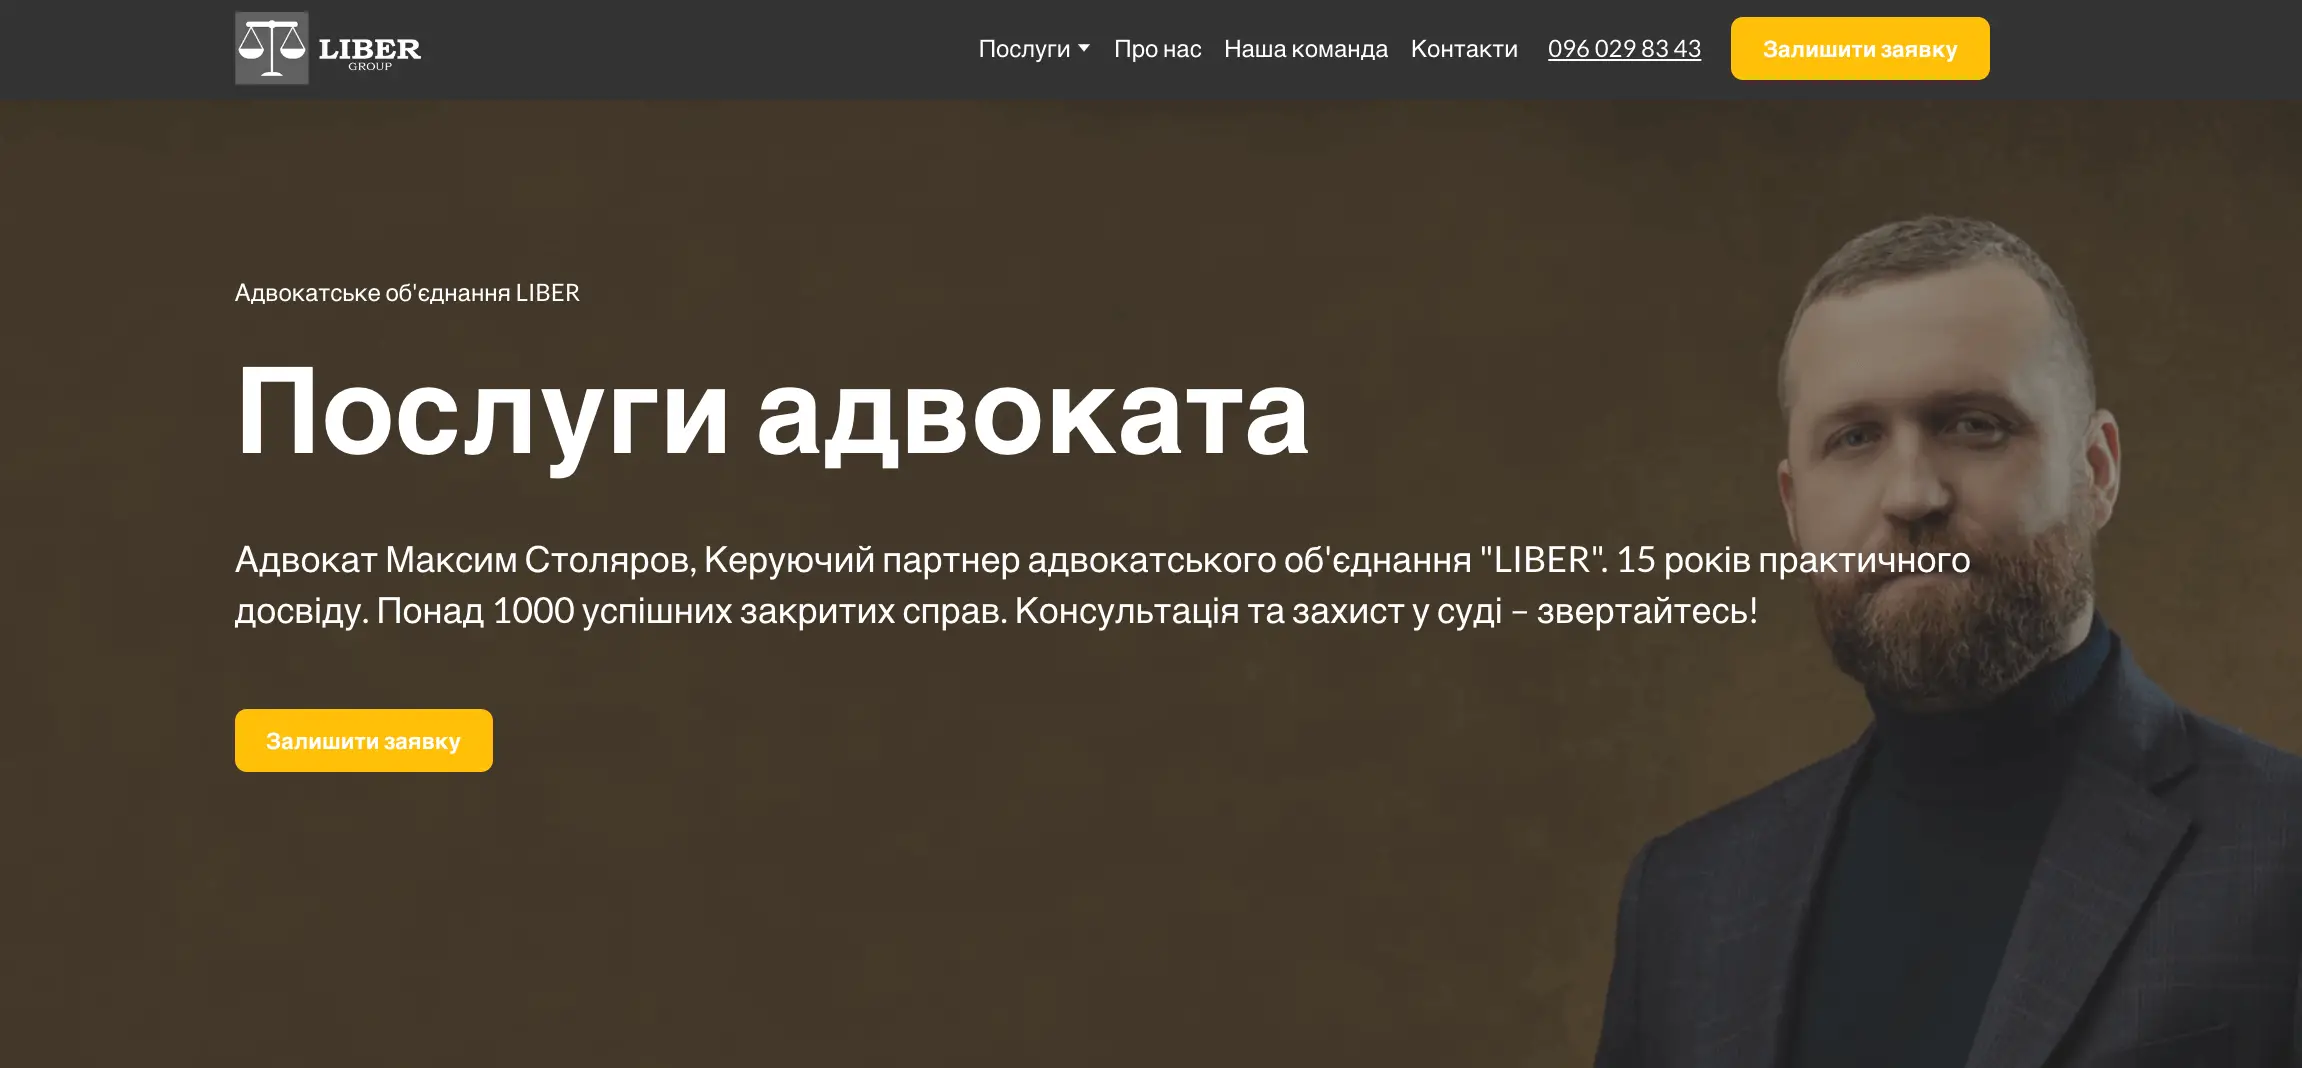 LIBER
GROUP
Послуги
Про нас
Наша команда
Контакти
096 029 83 43
Залишити заявку
Адвокатське об'єднання LIBER
Послуги адвоката
Адвокат Максим Столяров, Керуючий партнер адвокатського об'єднання "LIBER". 15 років практичного
досвіду. Понад 1000 успішних закритих справ. Консультація та захист у суді – звертайтесь!
Залишити заявку